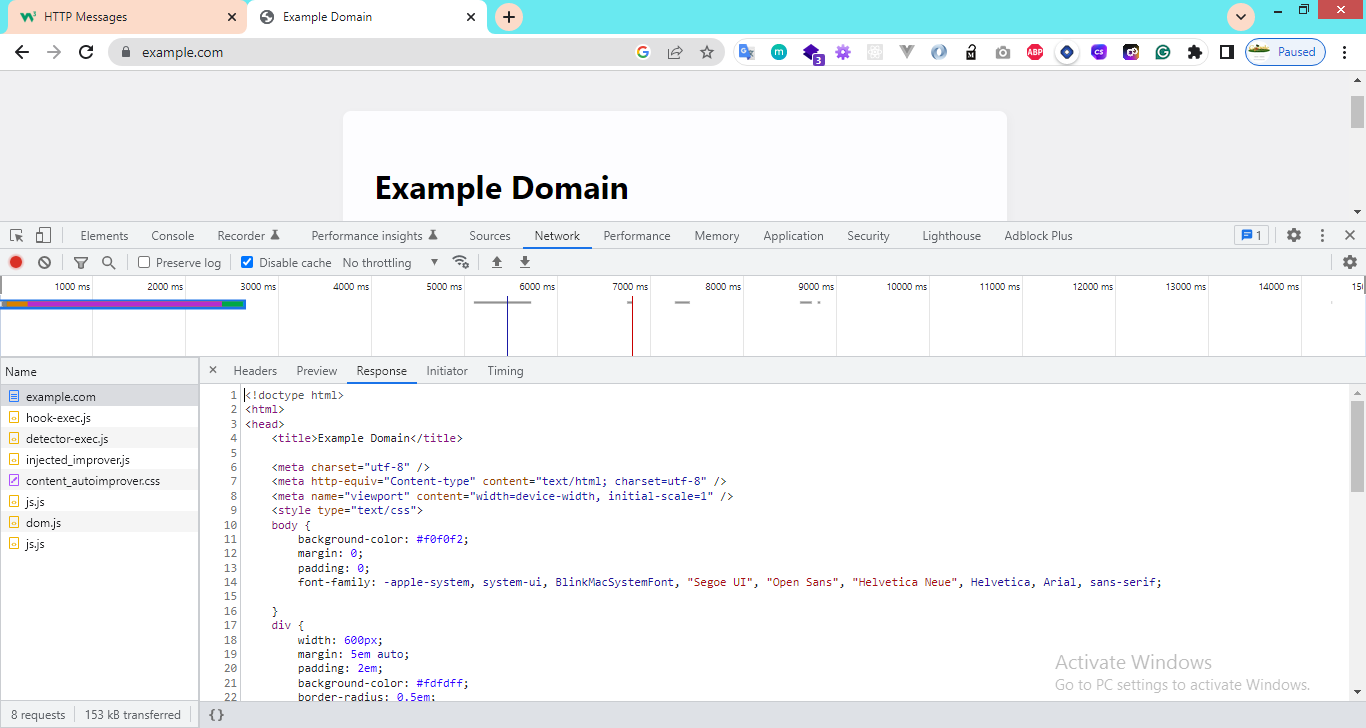 HTTP Messages
Example Domain
example.com
3
ABP
CS
Paused
Example Domain
Elements Console Recorder Performance insights Sources Network Performance Memory Application Security Lighthouse Adblock Plus 1
Preserve log Disable cache No throttling
1000 ms 2000 ms 3000 ms 4000 ms 5000 ms 6000 ms 7000 ms 8000 ms 9000 ms 10000 ms 11000 ms 12000 ms 13000 ms 14000 ms
Name
example.com
hook-exec.js
detector-exec.js
injected_improver.js
content_autoimprover.css
js.js
dom.js
js.js
8 requests 153 kB transferred
Headers Preview Response Initiator Timing
1 <!doctype html>
2 <html>
3 <head>
4 <title>Example Domain</title>
5
6 <meta charset="utf-8" />
7 <meta http-equiv="Content-type" content="text/html; charset=utf-8" />
8 <meta name="viewport" content="width=device-width, initial-scale=1" />
9 <style type="text/css">
10 body {
11 background-color: #f0f0f2;
12 margin: 0;
13 padding: 0;
14 font-family: -apple-system, system-ui, BlinkMacSystemFont, "Segoe UI", "Open Sans", "Helvetica Neue", Helvetica, Arial, sans-serif;
15
16 }
17 div {
18 width: 600px;
19 margin: 5em auto;
20 padding: 2em;
21 background-color: #fdfdff;
22 border-radius: 0.5em;
{}
Activate Windows
Go to PC settings to activate Windows.